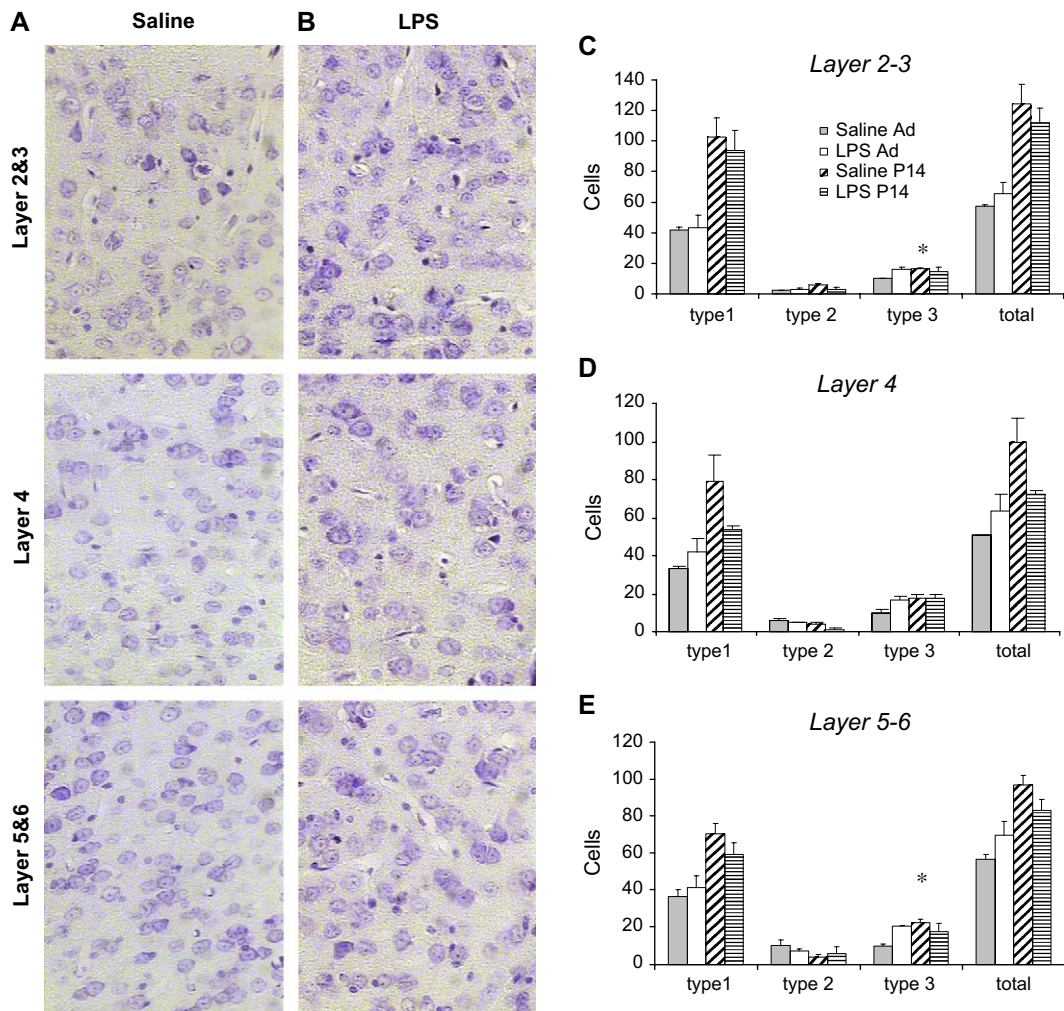 A
Saline
B
LPS
Layer 2&3
Layer 4
Layer 5&6
C
Layer 2-3
140
120
100
80
60
40
20
0
Cells
Saline Ad
LPS Ad
Saline P14
LPS P14
*
type1
type 2
type 3
total
D
Layer 4
120
100
80
60
40
20
0
Cells
type1
type 2
type 3
total
E
Layer 5-6
120
100
80
60
40
20
0
Cells
*
type1
type 2
type 3
total